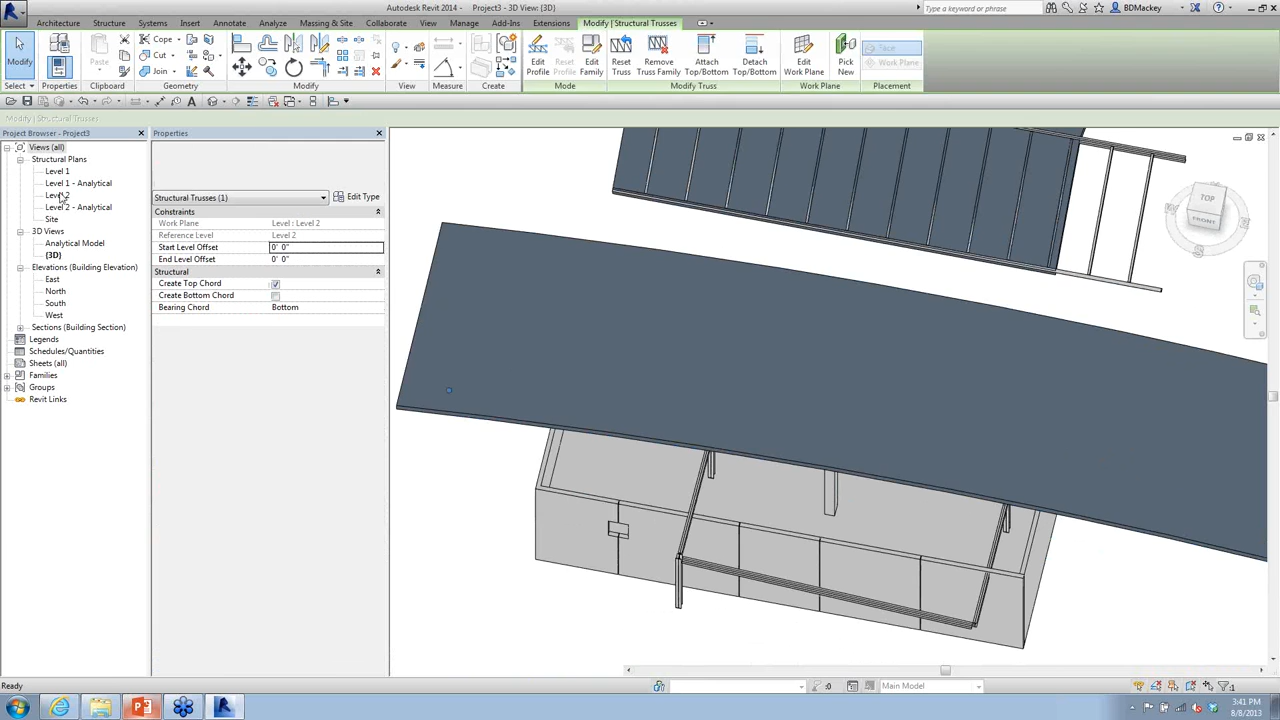 Autodesk Revit 2014 - Project3 - 3D View: {3D}
Type a keyword or phrase
BDMackey
Architecture Structure Systems Insert Annotate Analyze Massing & Site Collaborate View Manage Add-Ins Extensions Modify | Structural Trusses
Modify
Paste
Cope
Cut
Join
Edit Profile
Reset Profile
Edit Family
Reset Truss
Remove Truss Family
Attach Top/Bottom
Detach Top/Bottom
Edit Work Plane
Pick New
Face
Work Plane
Select Properties Clipboard Geometry Modify View Measure Create Mode Modify Truss Work Plane Placement
Modify | Structural Trusses
Project Browser - Project3
Views (all)
Structural Plans
Level 1
Level 1 - Analytical
Level 2
Level 2 - Analytical
Site
3D Views
Analytical Model
{3D}
Elevations (Building Elevation)
East
North
South
West
Sections (Building Section)
Legends
Schedules/Quantities
Sheets (all)
Families
Groups
Revit Links
Properties
Structural Trusses (1)
Edit Type
Constraints
Work Plane Level : Level 2
Reference Level Level 2
Start Level Offset 0' 0"
End Level Offset 0' 0"
Structural
Create Top Chord
Create Bottom Chord
Bearing Chord Bottom
TOP
FRONT
Ready
:0
Main Model
:1
3:41 PM
8/8/2013